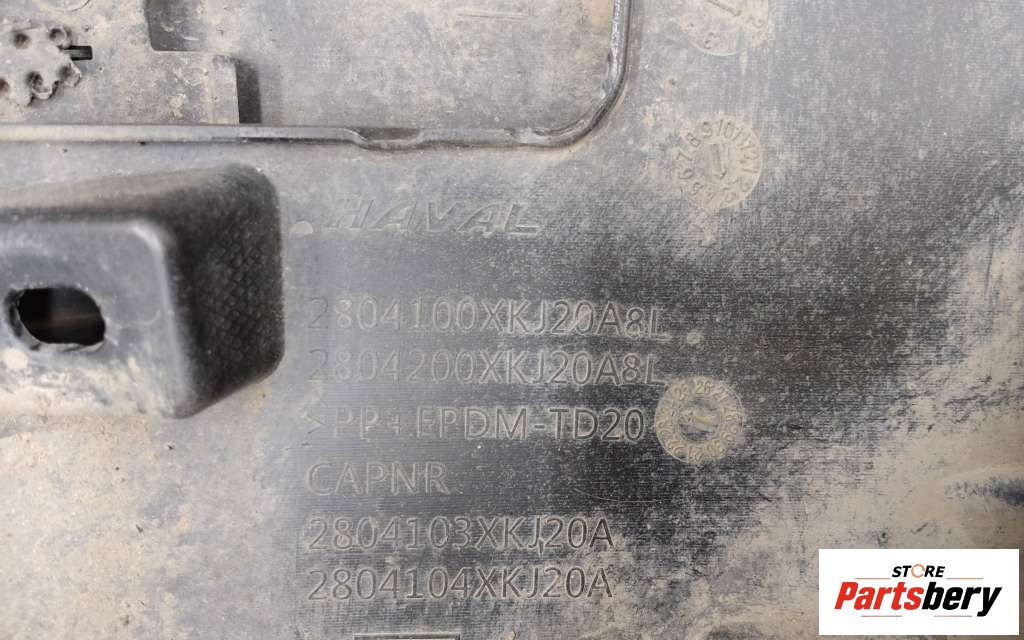 HAVAL
2804100XKJ20A8L
2804200XKJ20A8L
>PP+EPDM-TD20
CAPNR
2804103XKJ20A
2804104XKJ20A
STORE
Partsbery